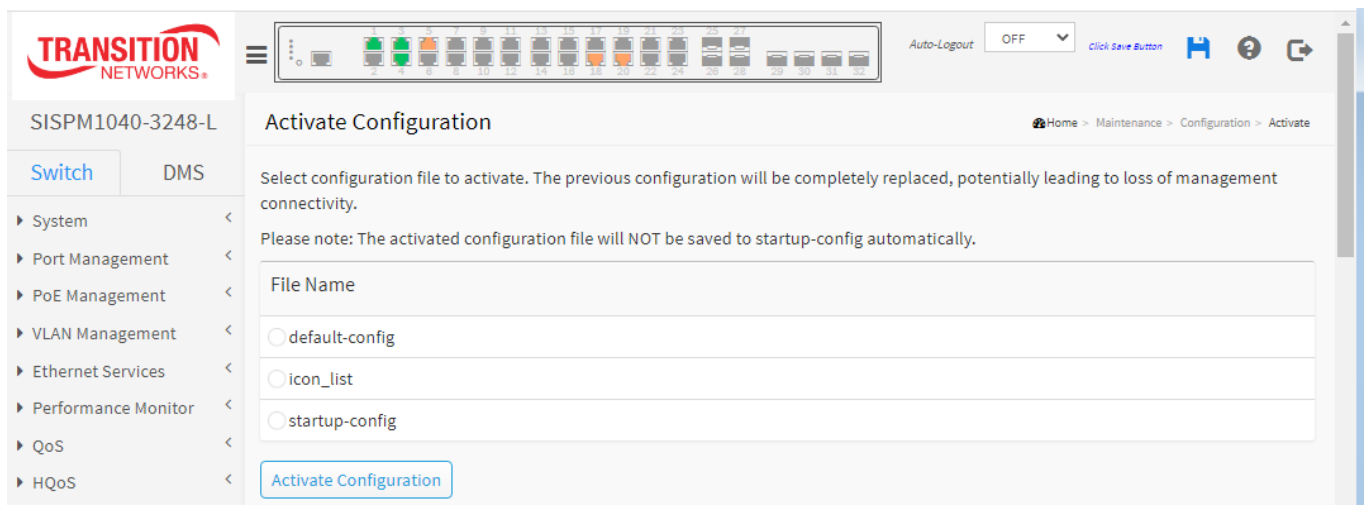 TRANSITION
NETWORKS®
1 3 5 7 9 11 13 15 17 19 21 23 25 27
2 4 6 8 10 12 14 16 18 20 22 24 26 28 29 30 31 32
Auto-Logout OFF Click Save Button
SISPM1040-3248-L
Activate Configuration
Home > Maintenance > Configuration > Activate
Switch DMS
Select configuration file to activate. The previous configuration will be completely replaced, potentially leading to loss of management
connectivity.
Please note: The activated configuration file will NOT be saved to startup-config automatically.
System
Port Management
PoE Management
VLAN Management
Ethernet Services
Performance Monitor
QoS
HQoS
File Name
default-config
icon_list
startup-config
Activate Configuration